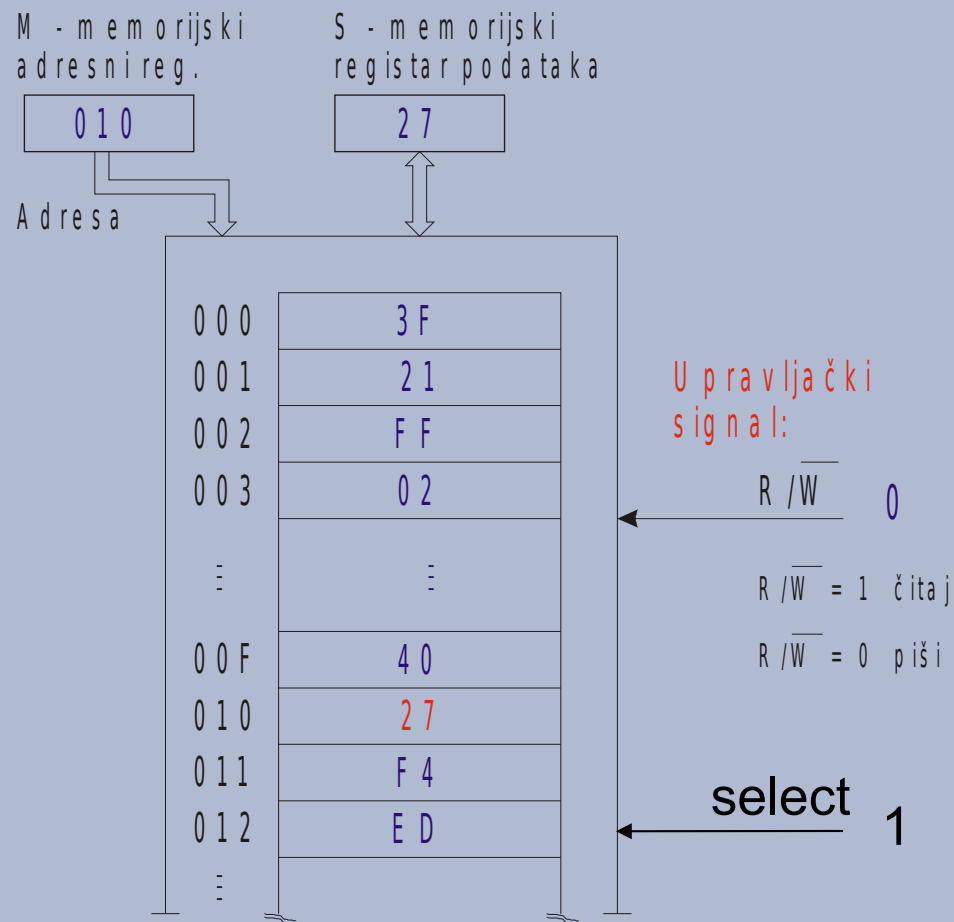 M - memorijski
adresni reg.
S - memorijski
registar podataka
010
27
Adresa
000 3F
001 21
002 FF
003 02
⋮ ⋮
00F 40
010 27
011 F4
012 ED
⋮
Upravljački
signal:
R/W̅ 0
R/W̅ = 1 čitaj
R/W̅ = 0 piši
select 1